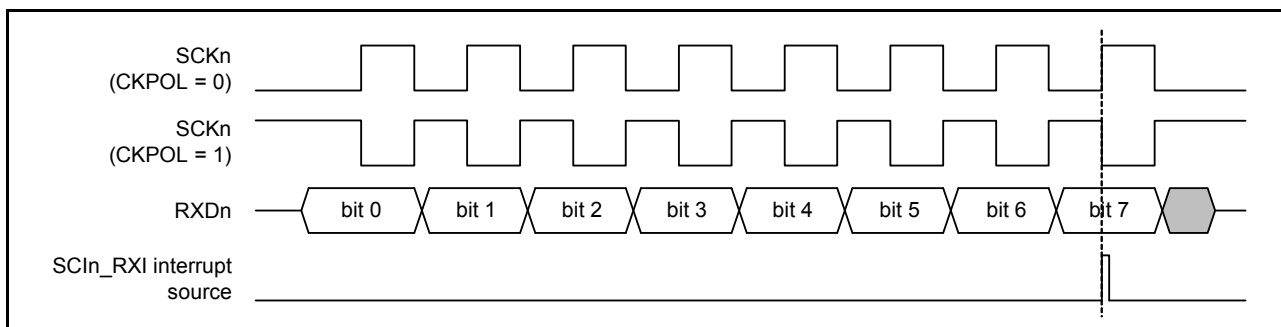 SCKn
(CKPOL = 0)
SCKn
(CKPOL = 1)
RXDn
bit 0
bit 1
bit 2
bit 3
bit 4
bit 5
bit 6
bit 7
SCIn_RXI interrupt
source